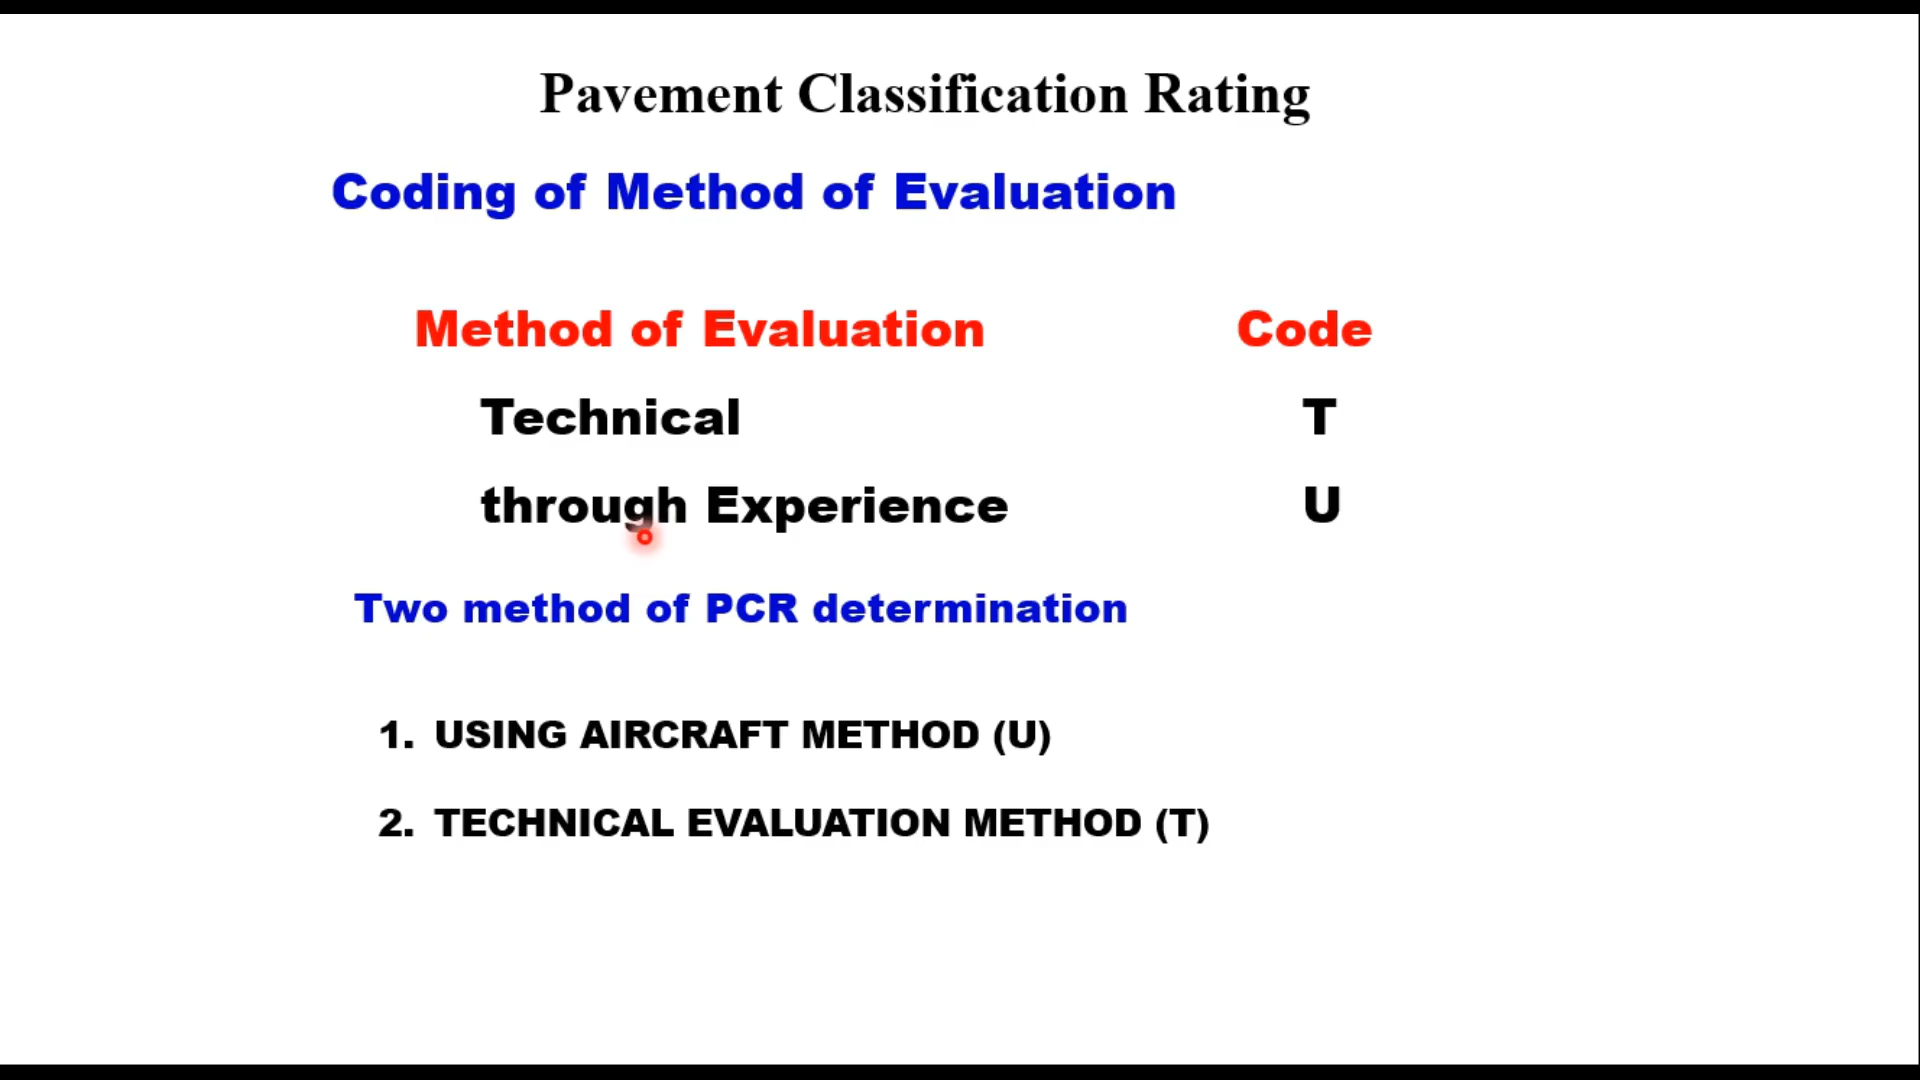 Pavement Classification Rating
Coding of Method of Evaluation
Method of Evaluation Code
Technical T
through Experience U
Two method of PCR determination
1. USING AIRCRAFT METHOD (U)
2. TECHNICAL EVALUATION METHOD (T)